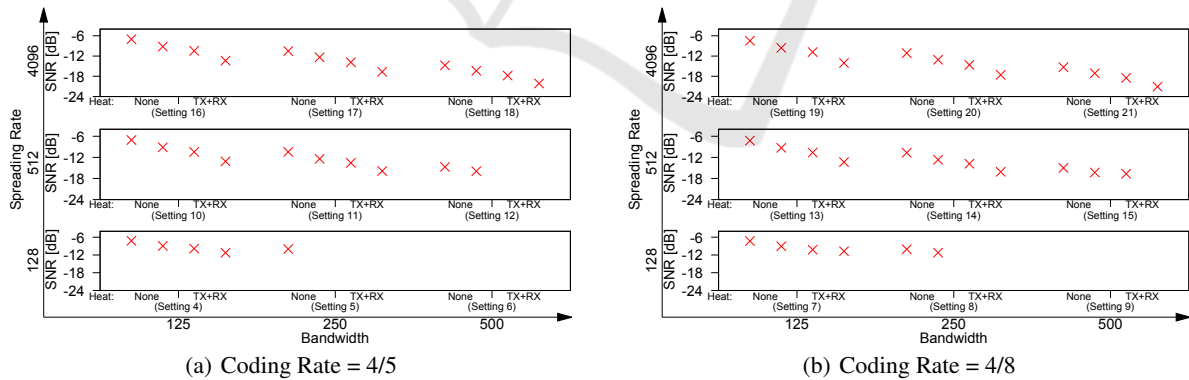 Spreading Rate
4096
SNR [dB]
-6
-12
-18
-24
Heat: None TX+RX None TX+RX None TX+RX
(Setting 16) (Setting 17) (Setting 18)
512
SNR [dB]
-6
-12
-18
-24
Heat: None TX+RX None TX+RX None TX+RX
(Setting 10) (Setting 11) (Setting 12)
128
SNR [dB]
-6
-12
-18
-24
Heat: None TX+RX None TX+RX None TX+RX
(Setting 4) (Setting 5) (Setting 6)
125 250 500
Bandwidth
(a) Coding Rate = 4/5
Spreading Rate
4096
SNR [dB]
-6
-12
-18
-24
Heat: None TX+RX None TX+RX None TX+RX
(Setting 19) (Setting 20) (Setting 21)
512
SNR [dB]
-6
-12
-18
-24
Heat: None TX+RX None TX+RX None TX+RX
(Setting 13) (Setting 14) (Setting 15)
128
SNR [dB]
-6
-12
-18
-24
Heat: None TX+RX None TX+RX None TX+RX
(Setting 7) (Setting 8) (Setting 9)
125 250 500
Bandwidth
(b) Coding Rate = 4/8